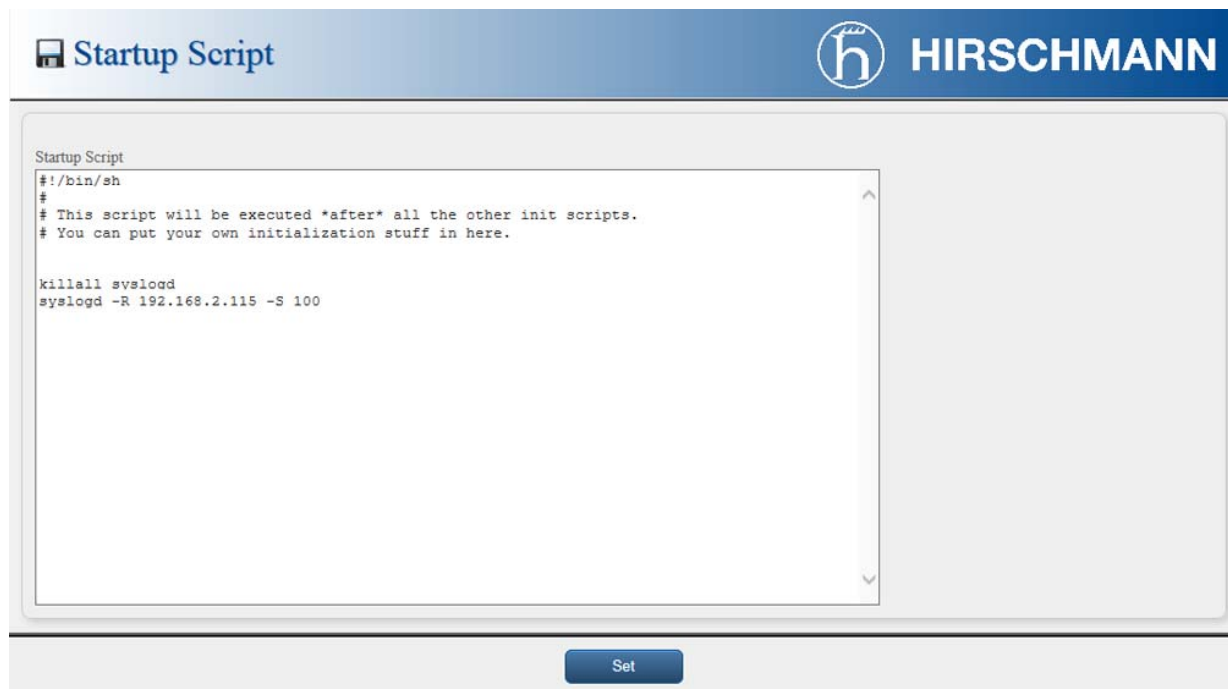 Startup Script
HIRSCHMANN
Startup Script
#!/bin/sh
#
# This script will be executed *after* all the other init scripts.
# You can put your own initialization stuff in here.
killall syslogd
syslogd -R 192.168.2.115 -S 100
Set